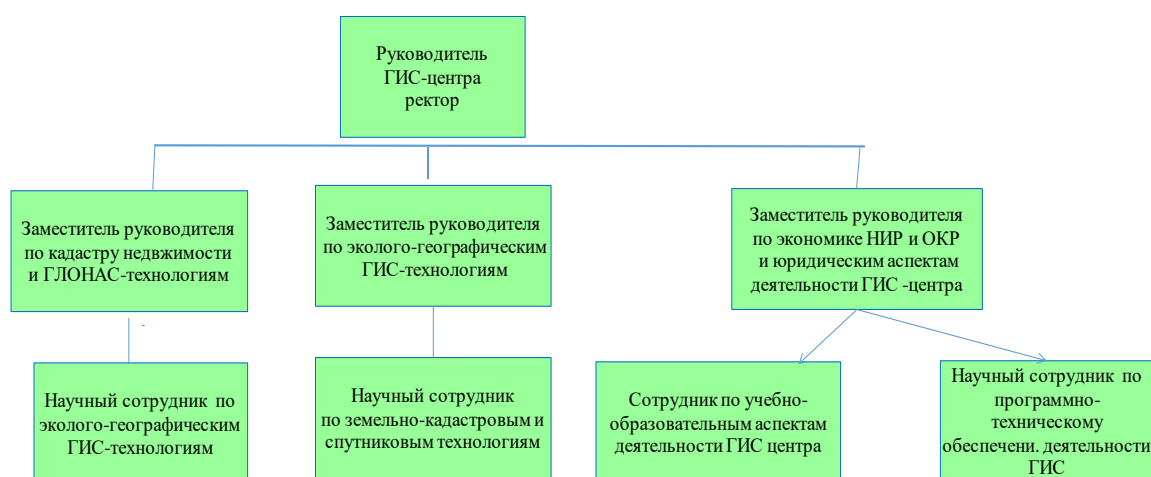 Руководитель
ГИС-центра
ректор
Заместитель руководителя
по кадастру недвжимости
и ГЛОНАС-технологиям
Заместитель руководителя
по эколого-географическим
ГИС-технологиям
Заместитель руководителя
по экономике НИР и ОКР
и юридическим аспектам
деятельности ГИС -центра
Научный сотрудник по
эколого-географическим
ГИС-технологиям
Научный сотрудник
по земельно-кадастровым и
спутниковым технологиям
Сотрудник по учебно-
образовательным аспектам
деятельности ГИС центра
Научный сотрудник по
программно-
техническому
обеспечени. деятельности
ГИС